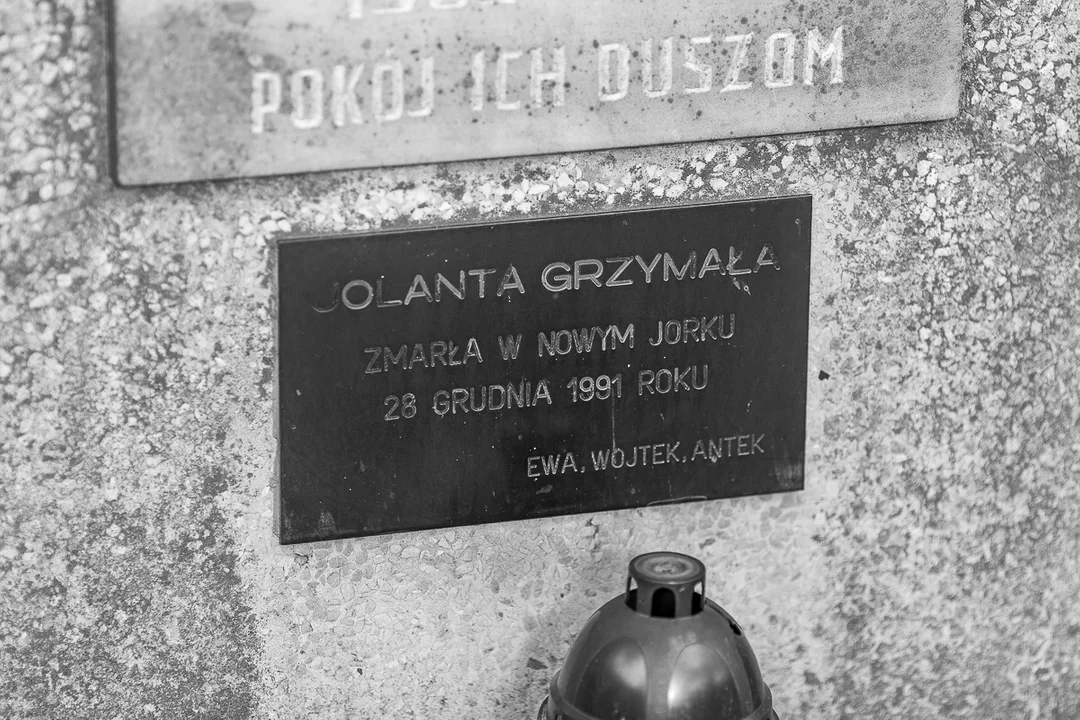 POKÓJ ICH DUSZOM
JOLANTA GRZYMAŁA
ZMARŁA W NOWYM JORKU
28 GRUDNIA 1991 ROKU
EWA, WOJTEK, ANTEK